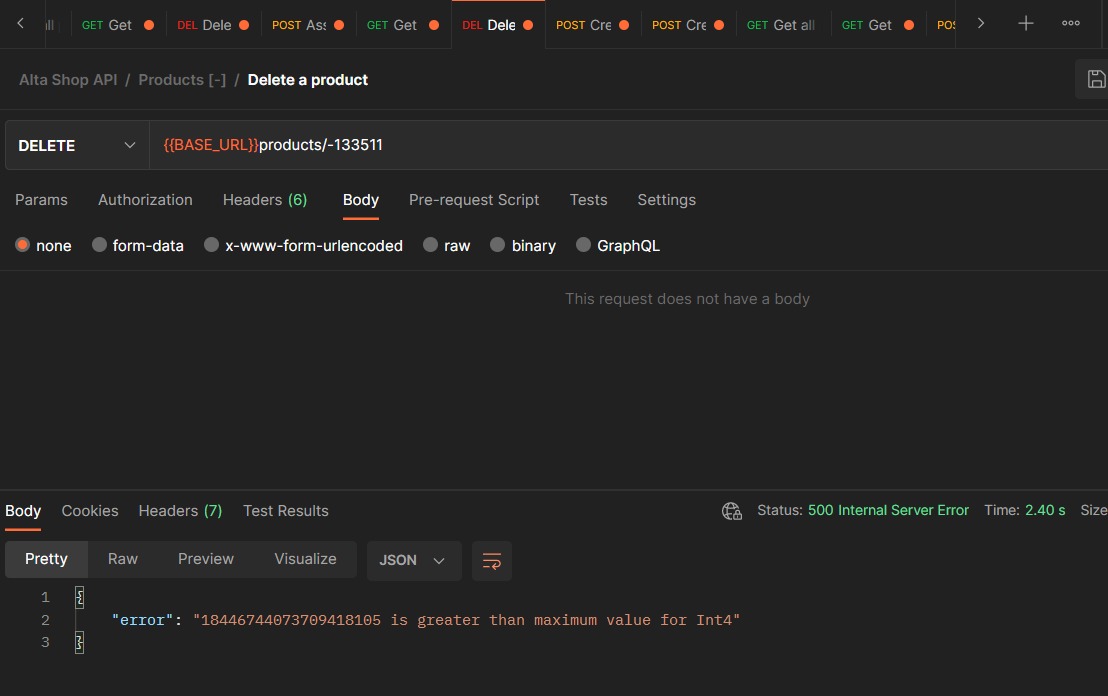 ll GET Get DEL Dele POST Ass GET Get DEL Dele POST Cre POST Cre GET Get all GET Get POS
Alta Shop API / Products [-] / Delete a product
DELETE {{BASE_URL}}products/-133511
Params Authorization Headers (6) Body Pre-request Script Tests Settings
none form-data x-www-form-urlencoded raw binary GraphQL
This request does not have a body
Body Cookies Headers (7) Test Results Status: 500 Internal Server Error Time: 2.40 s Size
Pretty Raw Preview Visualize JSON
1 {
2 "error": "18446744073709418105 is greater than maximum value for Int4"
3 }